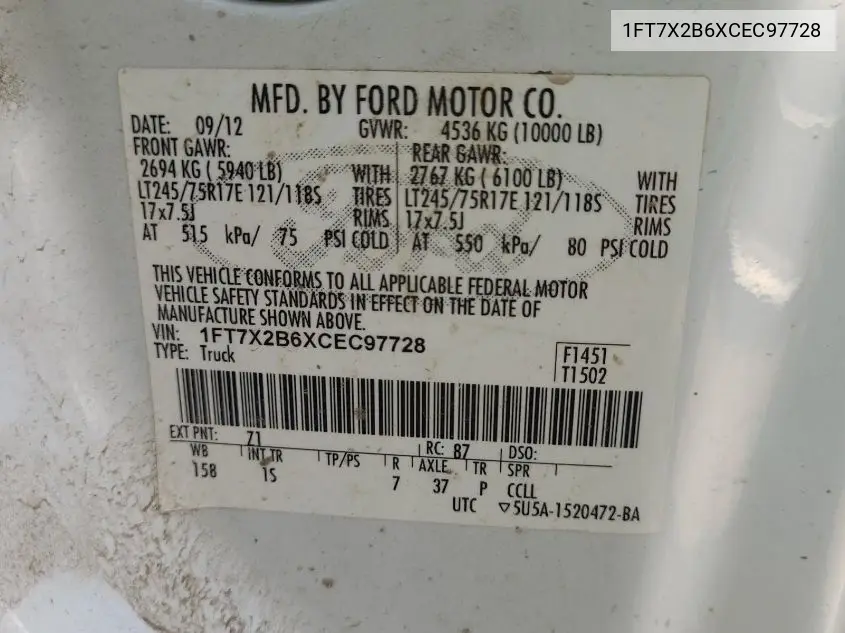 1FT7X2B6XCEC97728
MFD. BY FORD MOTOR CO.
DATE: 09/12 GVWR: 4536 KG (10000 LB)
FRONT GAWR: REAR GAWR:
2694 KG ( 5940 LB) WITH 2767 KG ( 6100 LB) WITH
LT245/75R17E 121/118S TIRES LT245/75R17E 121/118S TIRES
17x7.5J RIMS 17x7.5J RIMS
AT 515 kPa/ 75 PSI COLD AT 550 kPa/ 80 PSI COLD
THIS VEHICLE CONFORMS TO ALL APPLICABLE FEDERAL MOTOR
VEHICLE SAFETY STANDARDS IN EFFECT ON THE DATE OF
MANUFACTURE SHOWN ABOVE.
VIN: 1FT7X2B6XCEC97728
TYPE: Truck
F1451
T1502
EXT PNT: Z1 RC: 87 DSO:
WB INT TR TP/PS R AXLE TR SPR
158 1S 7 37 P CCLL
UTC ▽5U5A-1520472-BA